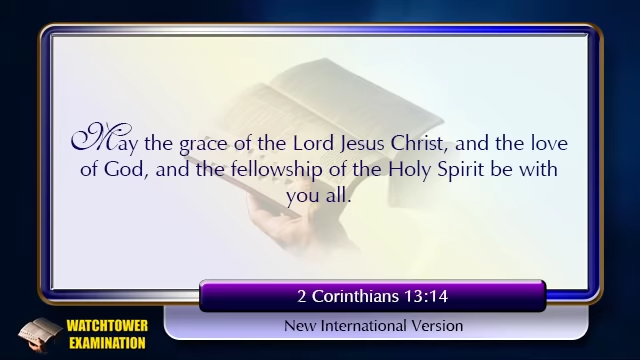 May the grace of the Lord Jesus Christ, and the love
of God, and the fellowship of the Holy Spirit be with
you all.
2 Corinthians 13:14
New International Version
WATCHTOWER
EXAMINATION